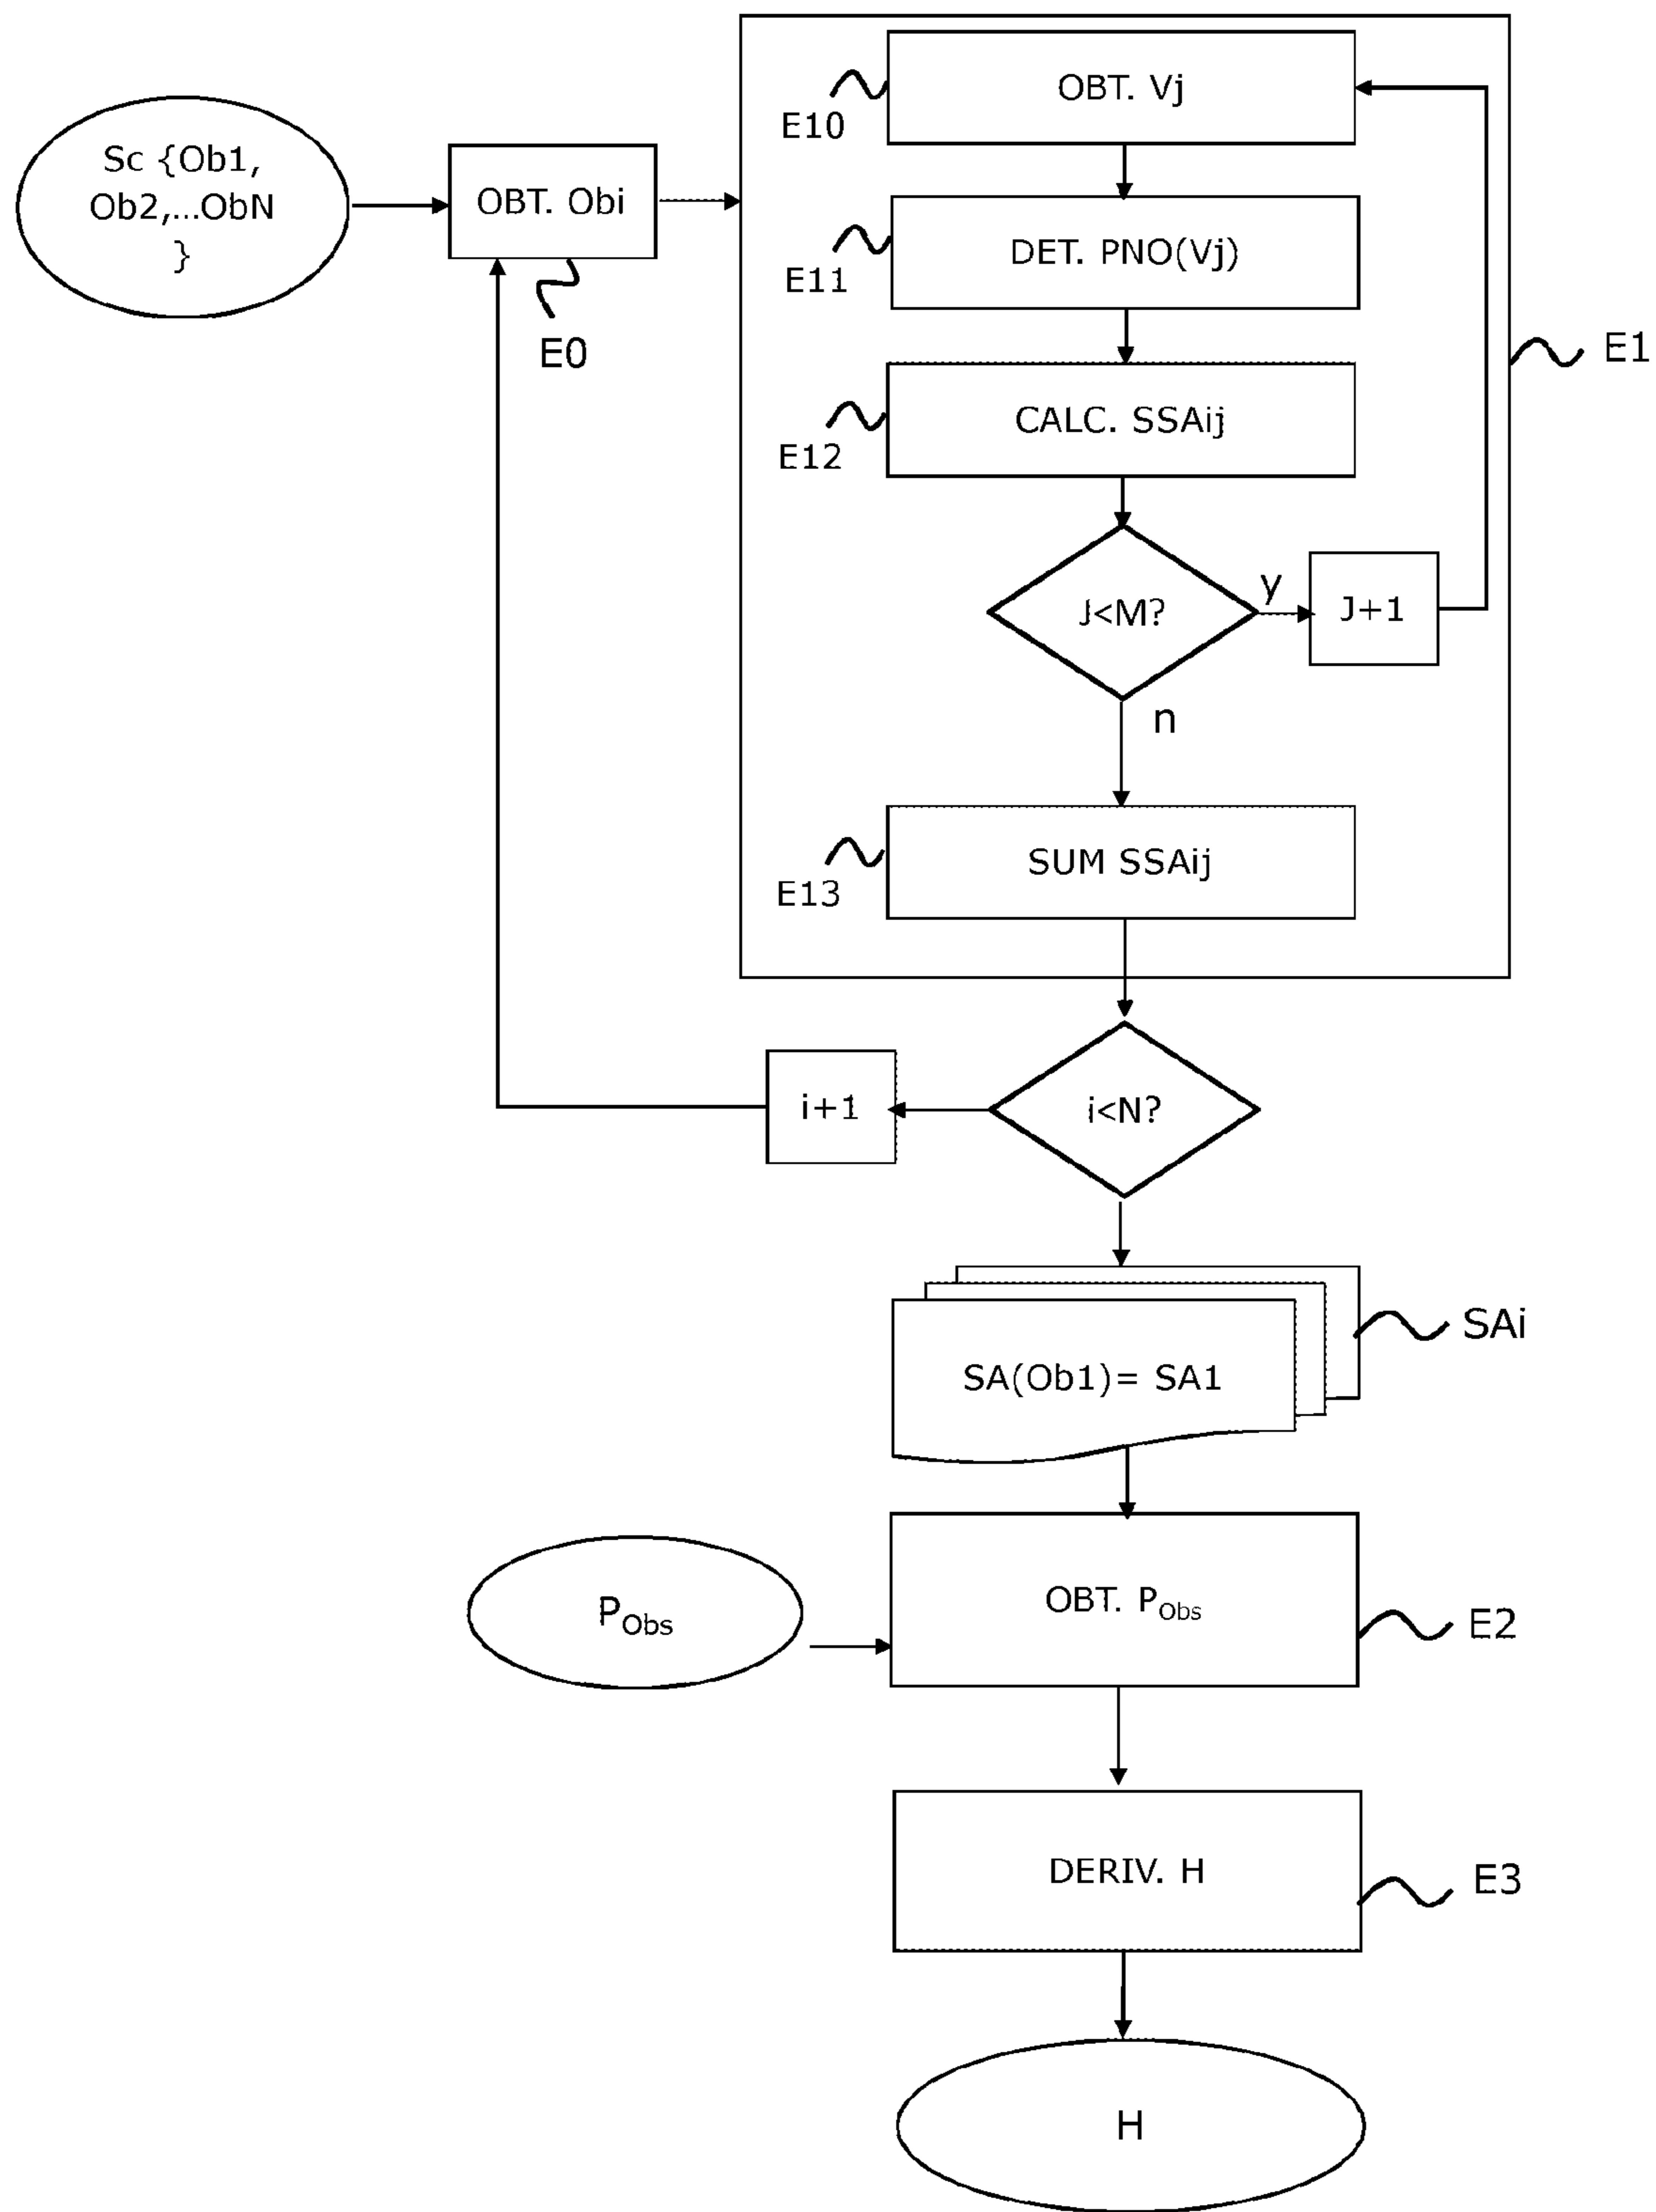 Sc {Ob1,
Ob2,...ObN
}
OBT. Obi
E0
OBT. Vj
E10
DET. PNO(Vj)
E11
CALC. SSAij
E12
E1
J<M?
y
J+1
n
SUM SSAij
E13
i<N?
i+1
SAi
SA(Ob1)= SA1
PObs
OBT. PObs
E2
DERIV. H
E3
H